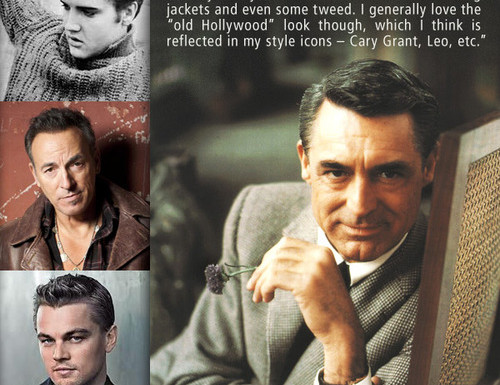 jackets and even some tweed. I generally love the
“old Hollywood” look though, which I think is
reflected in my style icons – Cary Grant, Leo, etc.”